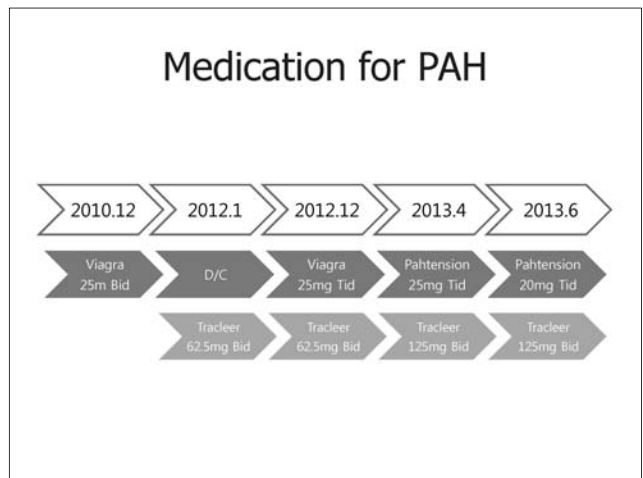 Medication for PAH
2010.12
2012.1
2012.12
2013.4
2013.6
Viagra
25m Bid
D/C
Viagra
25mg Tid
Pahtension
25mg Tid
Pahtension
20mg Tid
Tracleer
62.5mg Bid
Tracleer
62.5mg Bid
Tracleer
125mg Bid
Tracleer
125mg Bid